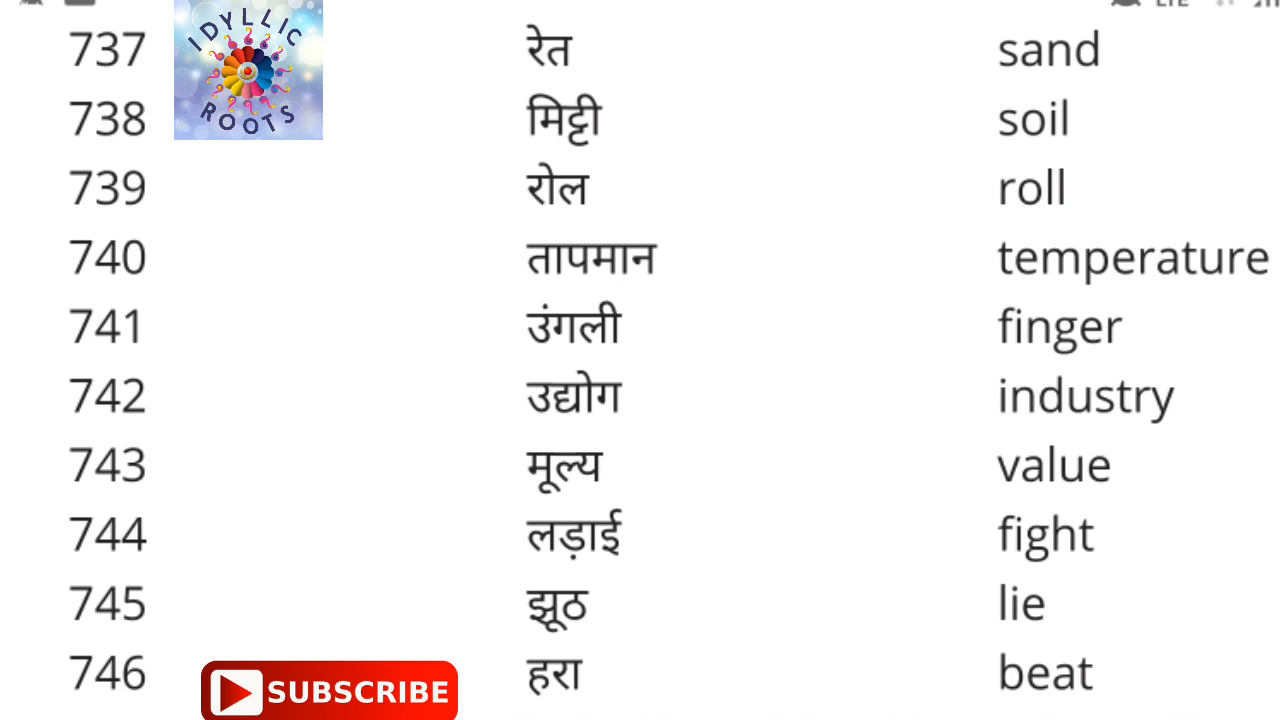 LTE
IDYLLIC
ROOTS
737 रेत sand
738 मिट्टी soil
739 रोल roll
740 तापमान temperature
741 उंगली finger
742 उद्योग industry
743 मूल्य value
744 लड़ाई fight
745 झूठ lie
746 हरा beat
SUBSCRIBE